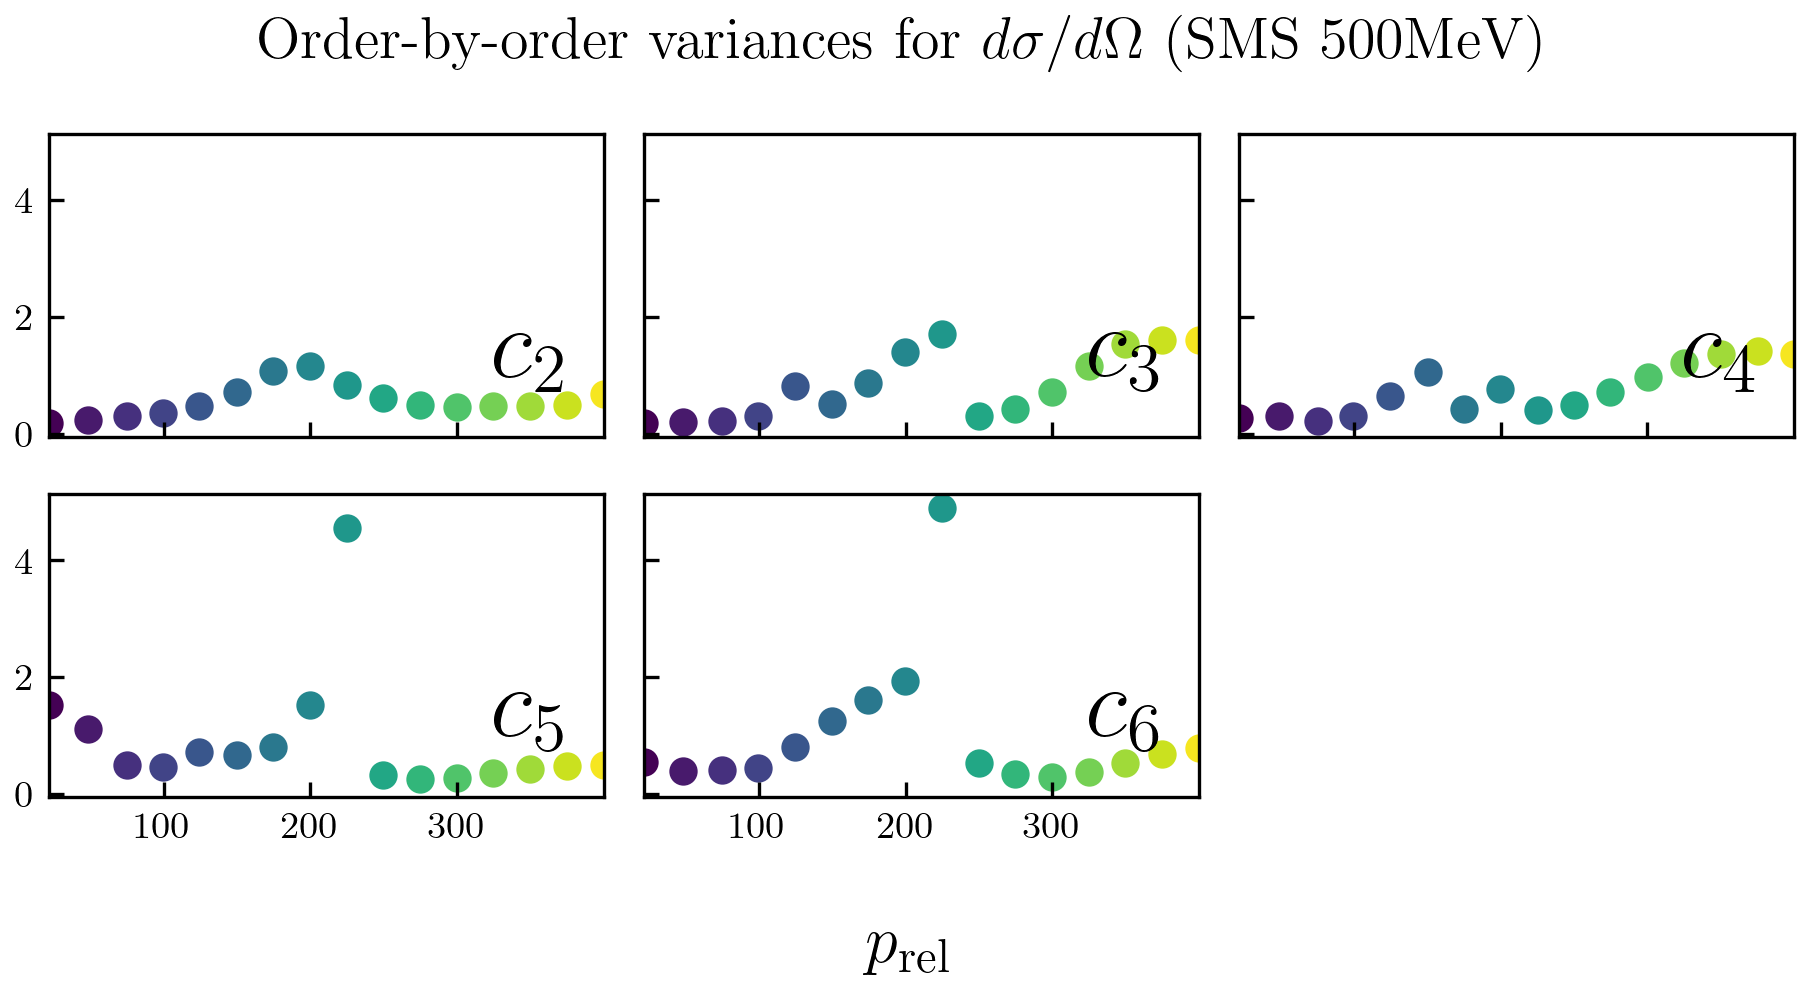 Order-by-order variances for dσ/dΩ (SMS 500MeV)
4
2
0
c₂
c₃
c₄
4
2
0
c₅
c₆
100 200 300
100 200 300
p_rel